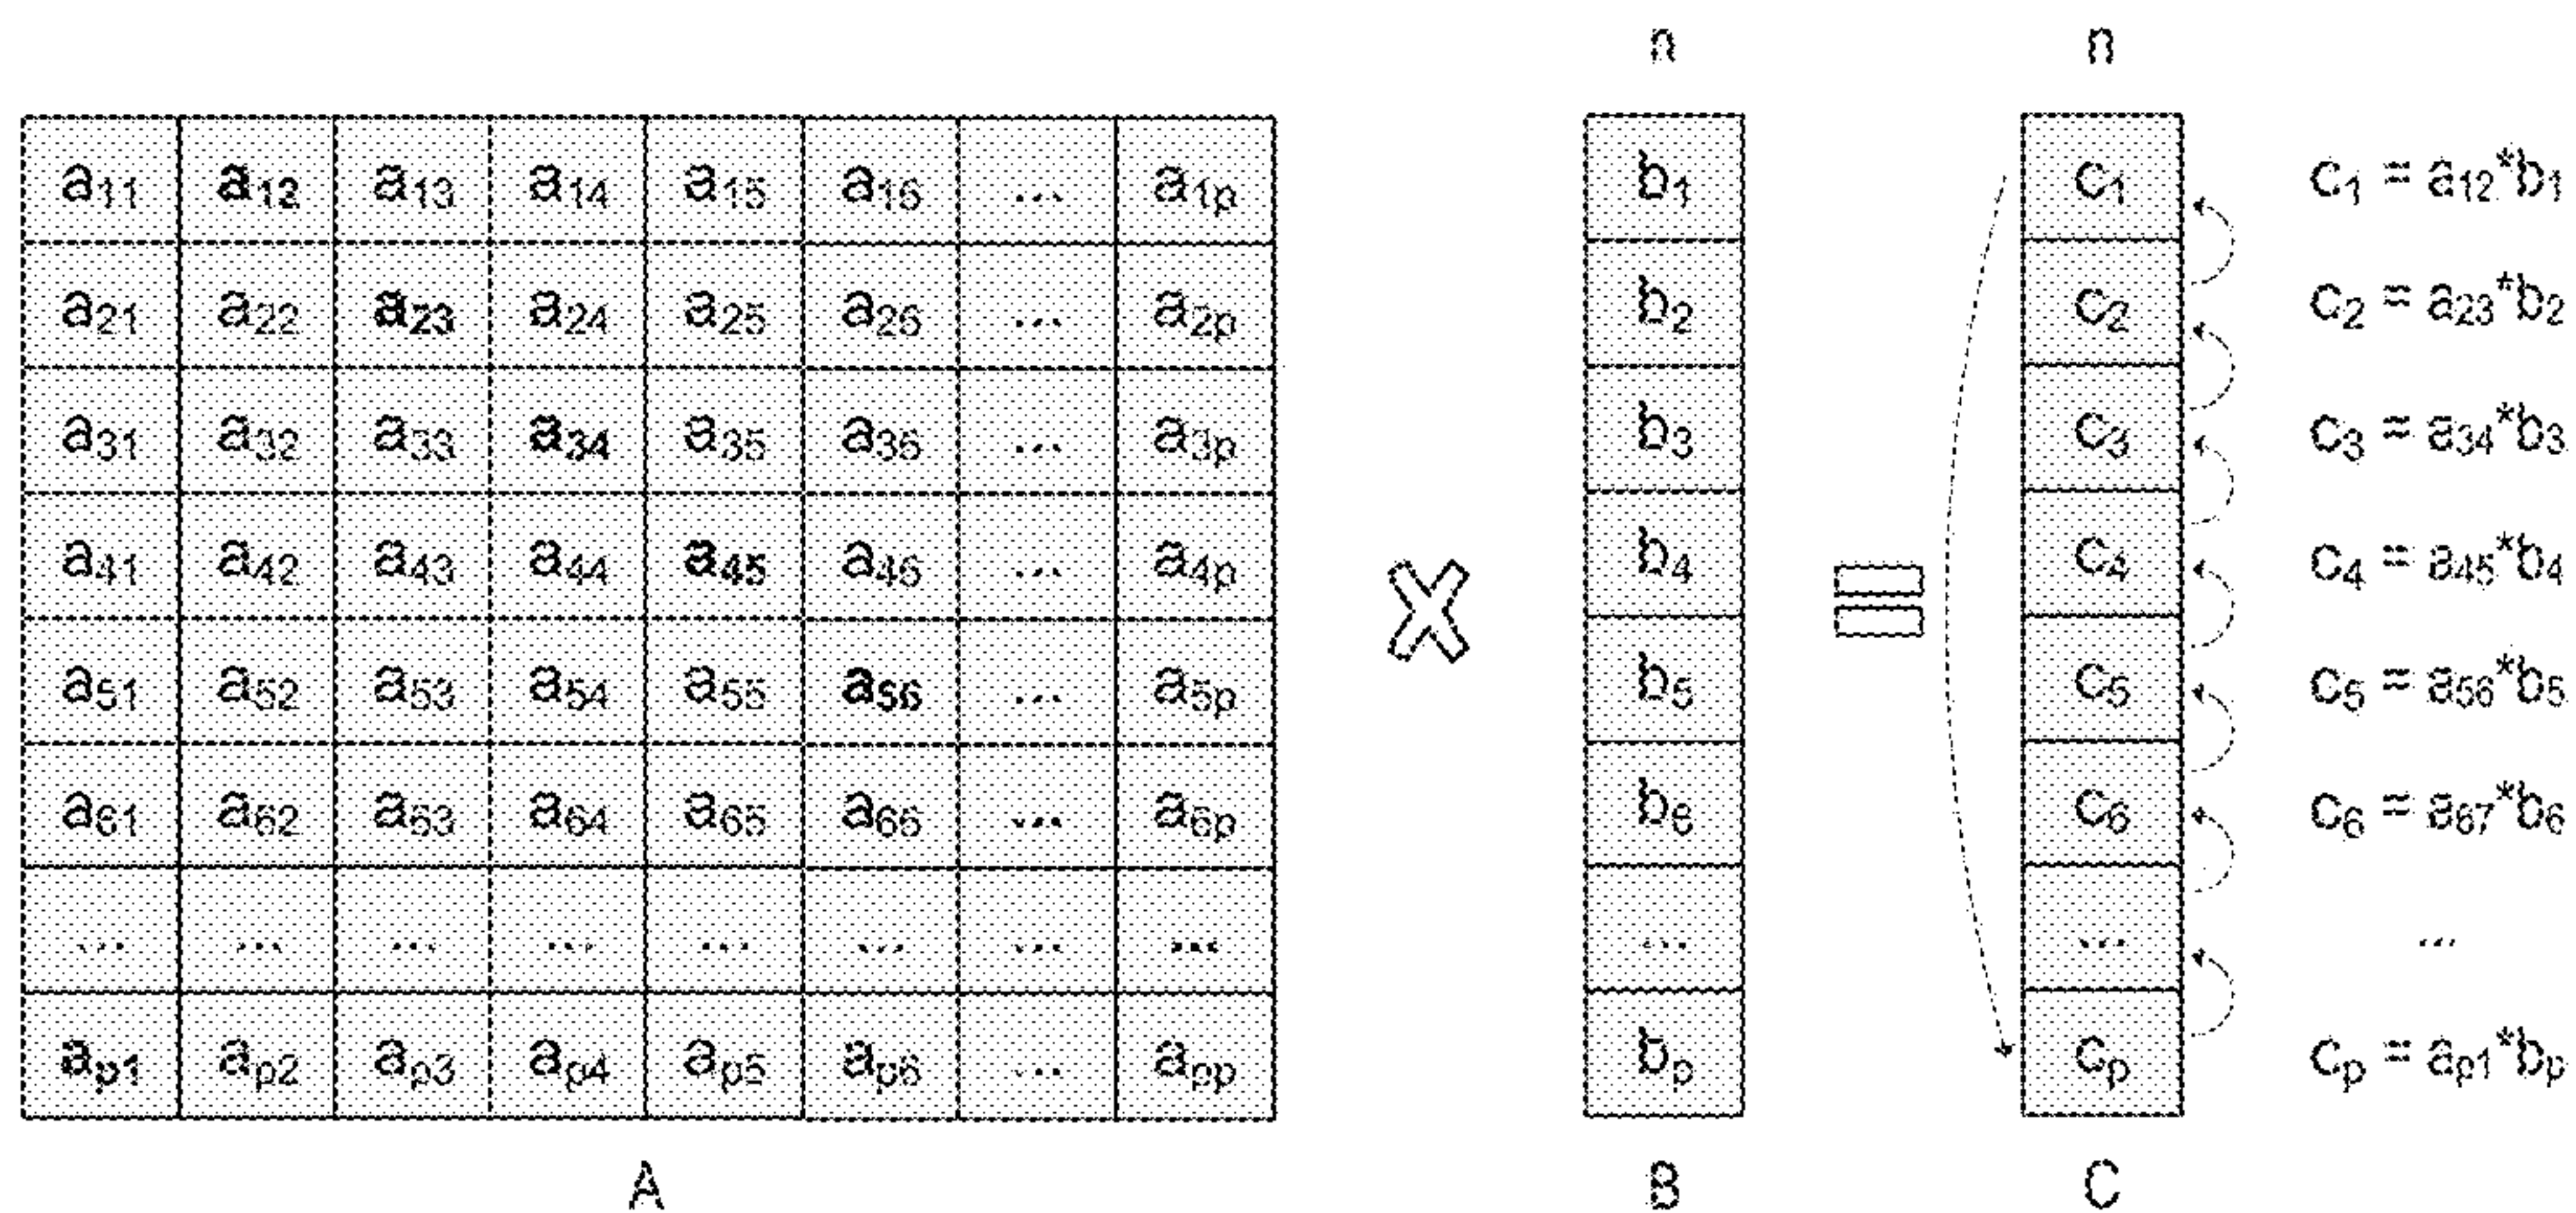 n n
a11 a12 a13 a14 a15 a16 ... a1p b1 c1 c1 = a12*b1
a21 a22 a23 a24 a25 a26 ... a2p b2 c2 c2 = a23*b2
a31 a32 a33 a34 a35 a36 ... a3p b3 c3 c3 = a34*b3
a41 a42 a43 a44 a45 a46 ... a4p b4 c4 c4 = a45*b4
a51 a52 a53 a54 a55 a56 ... a5p b5 c5 c5 = a56*b5
a61 a62 a63 a64 a65 a66 ... a6p b6 c6 c6 = a67*b6
... ... ... ... ... ... ... ... ... ... ...
ap1 ap2 ap3 ap4 ap5 ap6 ... app bp cp cp = ap1*bp
A B C